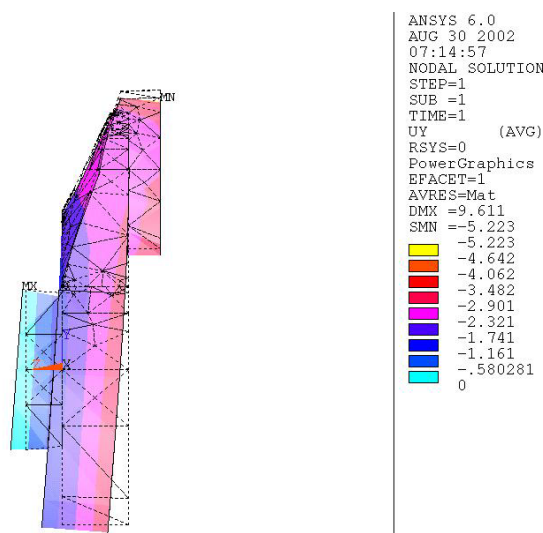 ANSYS 6.0
AUG 30 2002
07:14:57
NODAL SOLUTION
STEP=1
SUB =1
TIME=1
UY (AVG)
RSYS=0
PowerGraphics
EFACET=1
AVRES=Mat
DMX =9.611
SMN =-5.223
-5.223
-4.642
-4.062
-3.482
-2.901
-2.321
-1.741
-1.161
-.580281
0
MN
MX